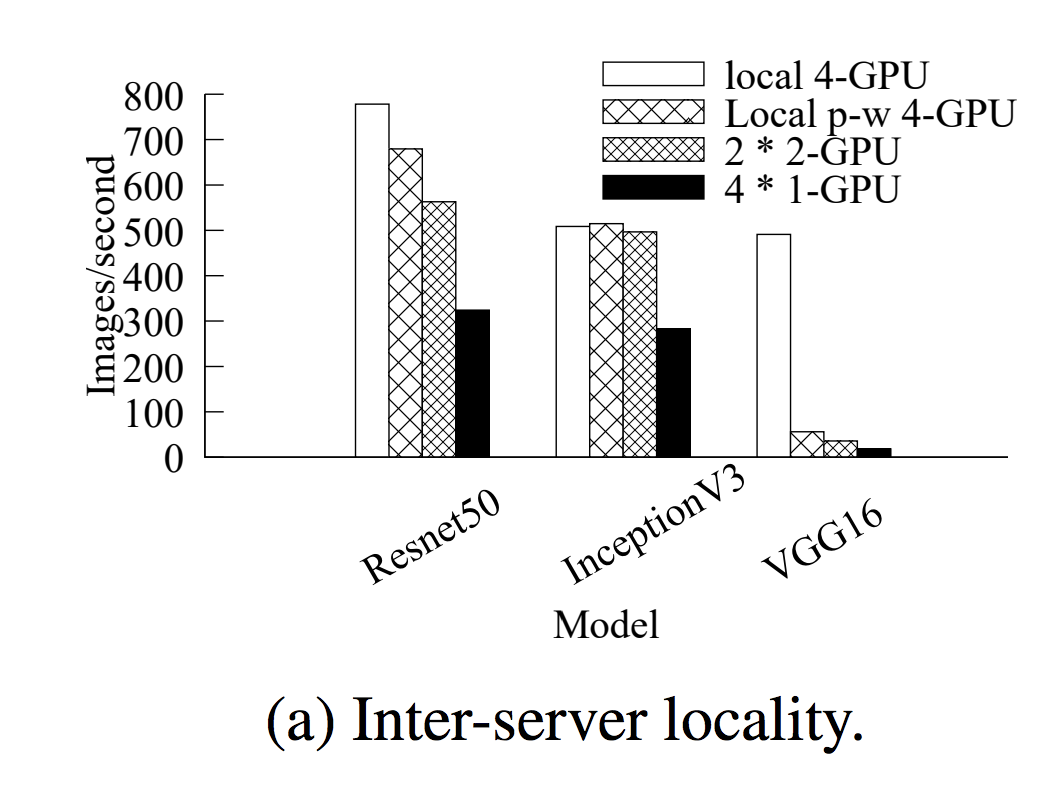 local 4-GPU
Local p-w 4-GPU
2 * 2-GPU
4 * 1-GPU
Images/second
800
700
600
500
400
300
200
100
0
Resnet50
InceptionV3
VGG16
Model
(a) Inter-server locality.